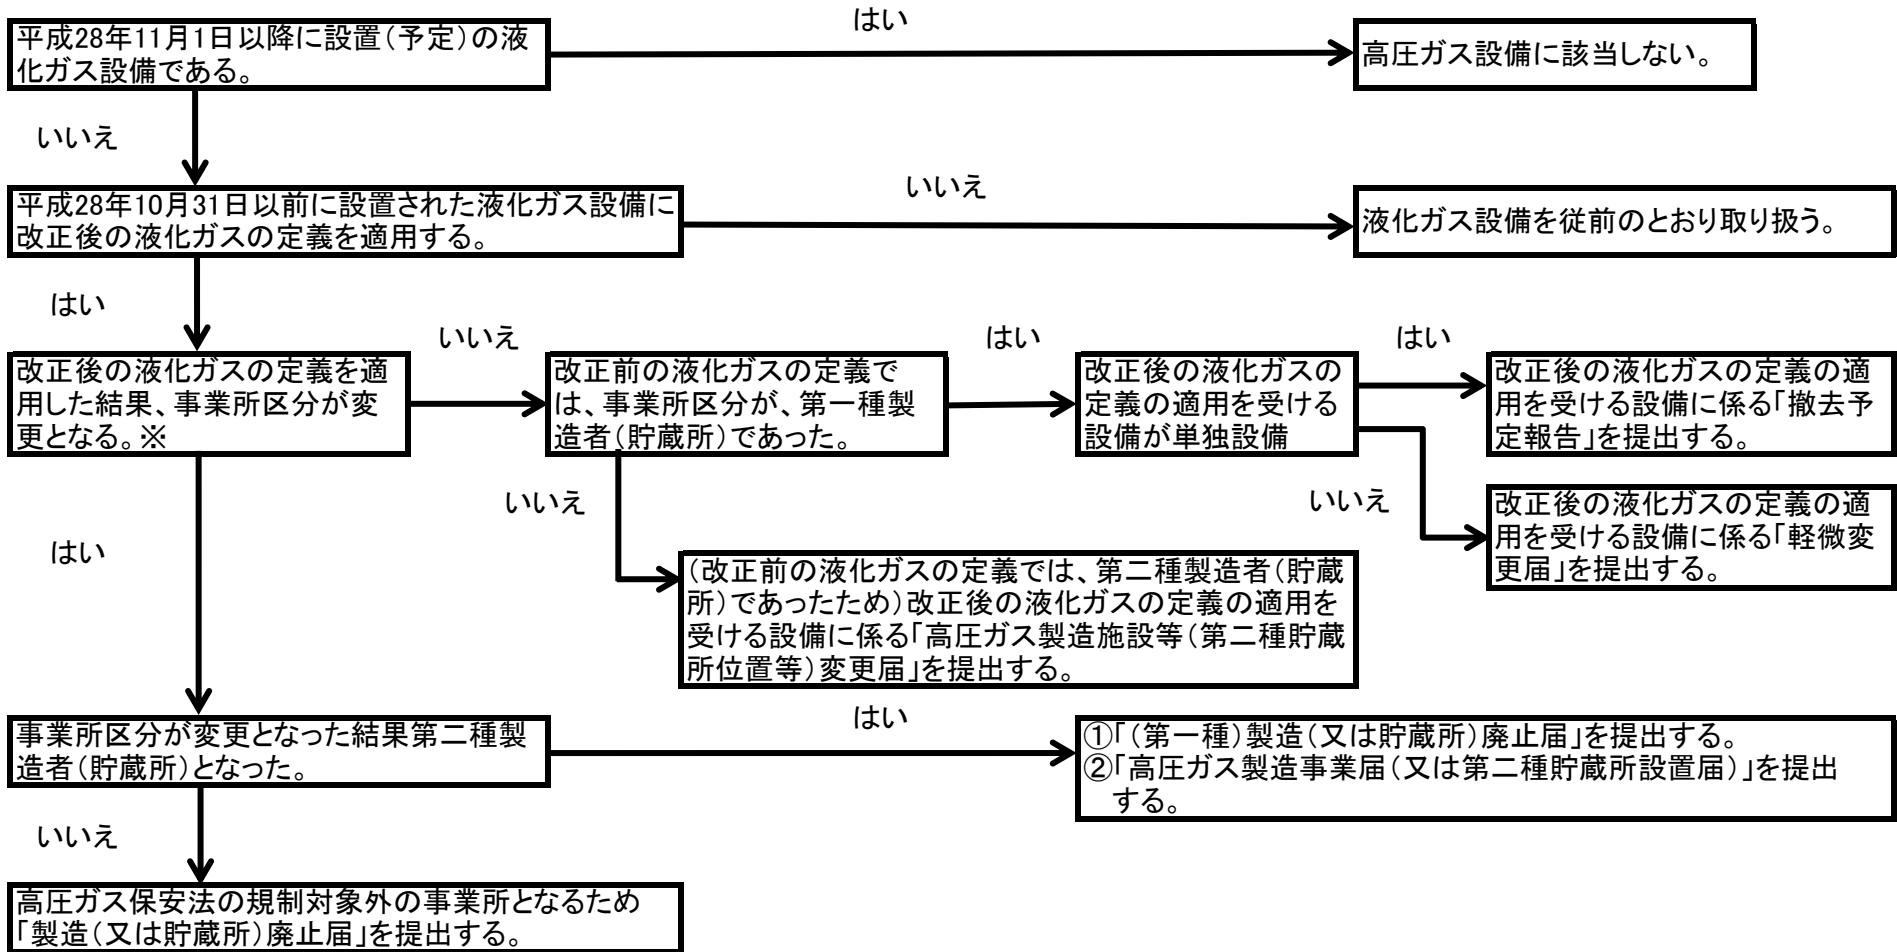 はい
平成28年11月1日以降に設置(予定)の液
化ガス設備である。
高圧ガス設備に該当しない。
いいえ
平成28年10月31日以前に設置された液化ガス設備に
改正後の液化ガスの定義を適用する。
いいえ
液化ガス設備を従前のとおり取り扱う。
はい
改正後の液化ガスの定義を適
用した結果、事業所区分が変
更となる。※
いいえ
改正前の液化ガスの定義で
は、事業所区分が、第一種製
造者(貯蔵所)であった。
はい
改正後の液化ガスの
定義の適用を受ける
設備が単独設備
はい
改正後の液化ガスの定義の適
用を受ける設備に係る「撤去予
定報告」を提出する。
いいえ
いいえ
改正後の液化ガスの定義の適
用を受ける設備に係る「軽微変
更届」を提出する。
はい
(改正前の液化ガスの定義では、第二種製造者(貯蔵
所)であったため)改正後の液化ガスの定義の適用を
受ける設備に係る「高圧ガス製造施設等(第二種貯蔵
所位置等)変更届」を提出する。
事業所区分が変更となった結果第二種製
造者(貯蔵所)となった。
はい
①「(第一種)製造(又は貯蔵所)廃止届」を提出する。
②「高圧ガス製造事業届(又は第二種貯蔵所設置届)」を提出
する。
いいえ
高圧ガス保安法の規制対象外の事業所となるため
「製造(又は貯蔵所)廃止届」を提出する。